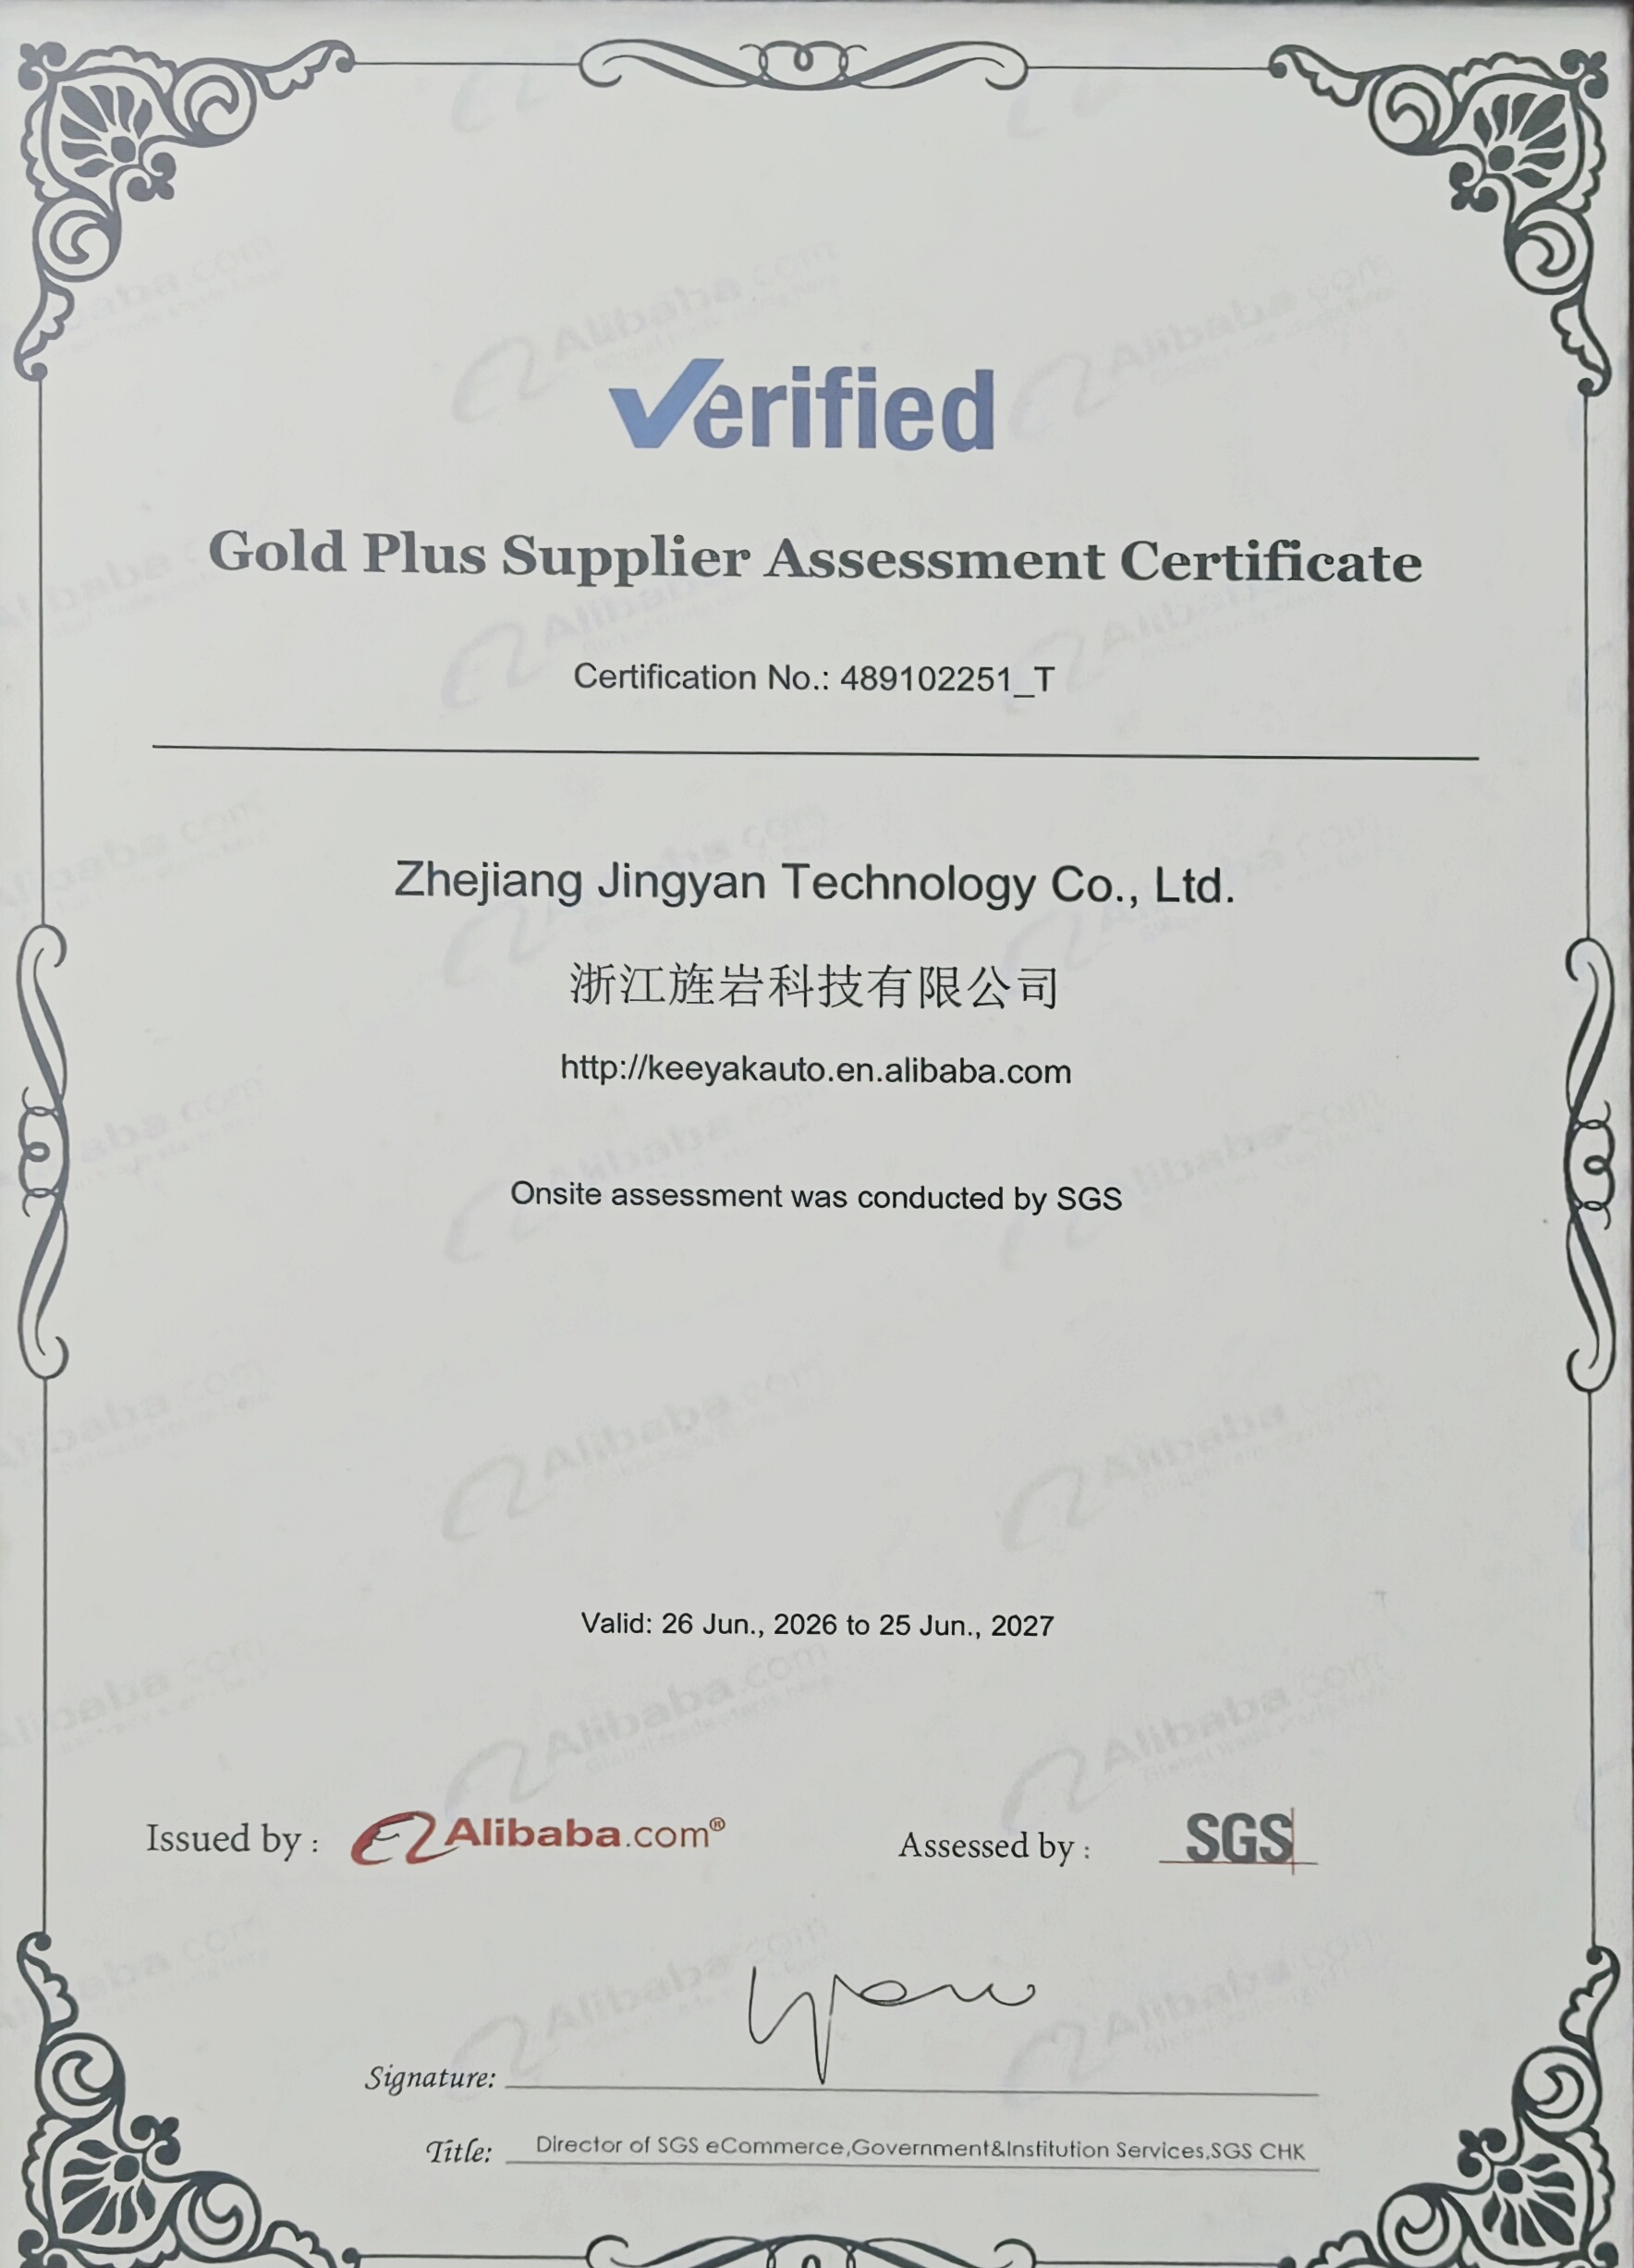 Verified
Gold Plus Supplier Assessment Certificate
Certification No.: 489102251_T
Zhejiang Jingyan Technology Co., Ltd.
浙江旌岩科技有限公司
http://keeyakauto.en.alibaba.com
Onsite assessment was conducted by SGS
Valid: 26 Jun., 2026 to 25 Jun., 2027
Issued by : Alibaba.com® Assessed by : SGS
Signature:
Title: Director of SGS eCommerce,Government&Institution Services,SGS CHK